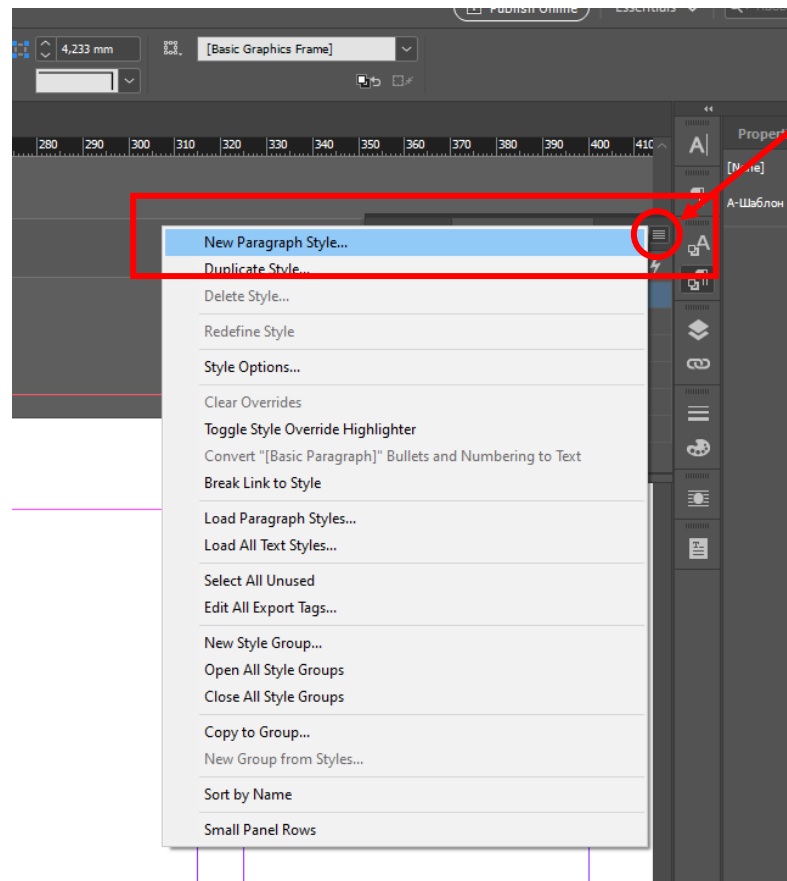 Publish Online Essentials
4,233 mm [Basic Graphics Frame]
280 290 300 310 320 330 340 350 360 370 380 390 400 410
[None]
A-Шаблон
New Paragraph Style...
Duplicate Style...
Delete Style...
Redefine Style
Style Options...
Clear Overrides
Toggle Style Override Highlighter
Convert "[Basic Paragraph]" Bullets and Numbering to Text
Break Link to Style
Load Paragraph Styles...
Load All Text Styles...
Select All Unused
Edit All Export Tags...
New Style Group...
Open All Style Groups
Close All Style Groups
Copy to Group...
New Group from Styles...
Sort by Name
Small Panel Rows